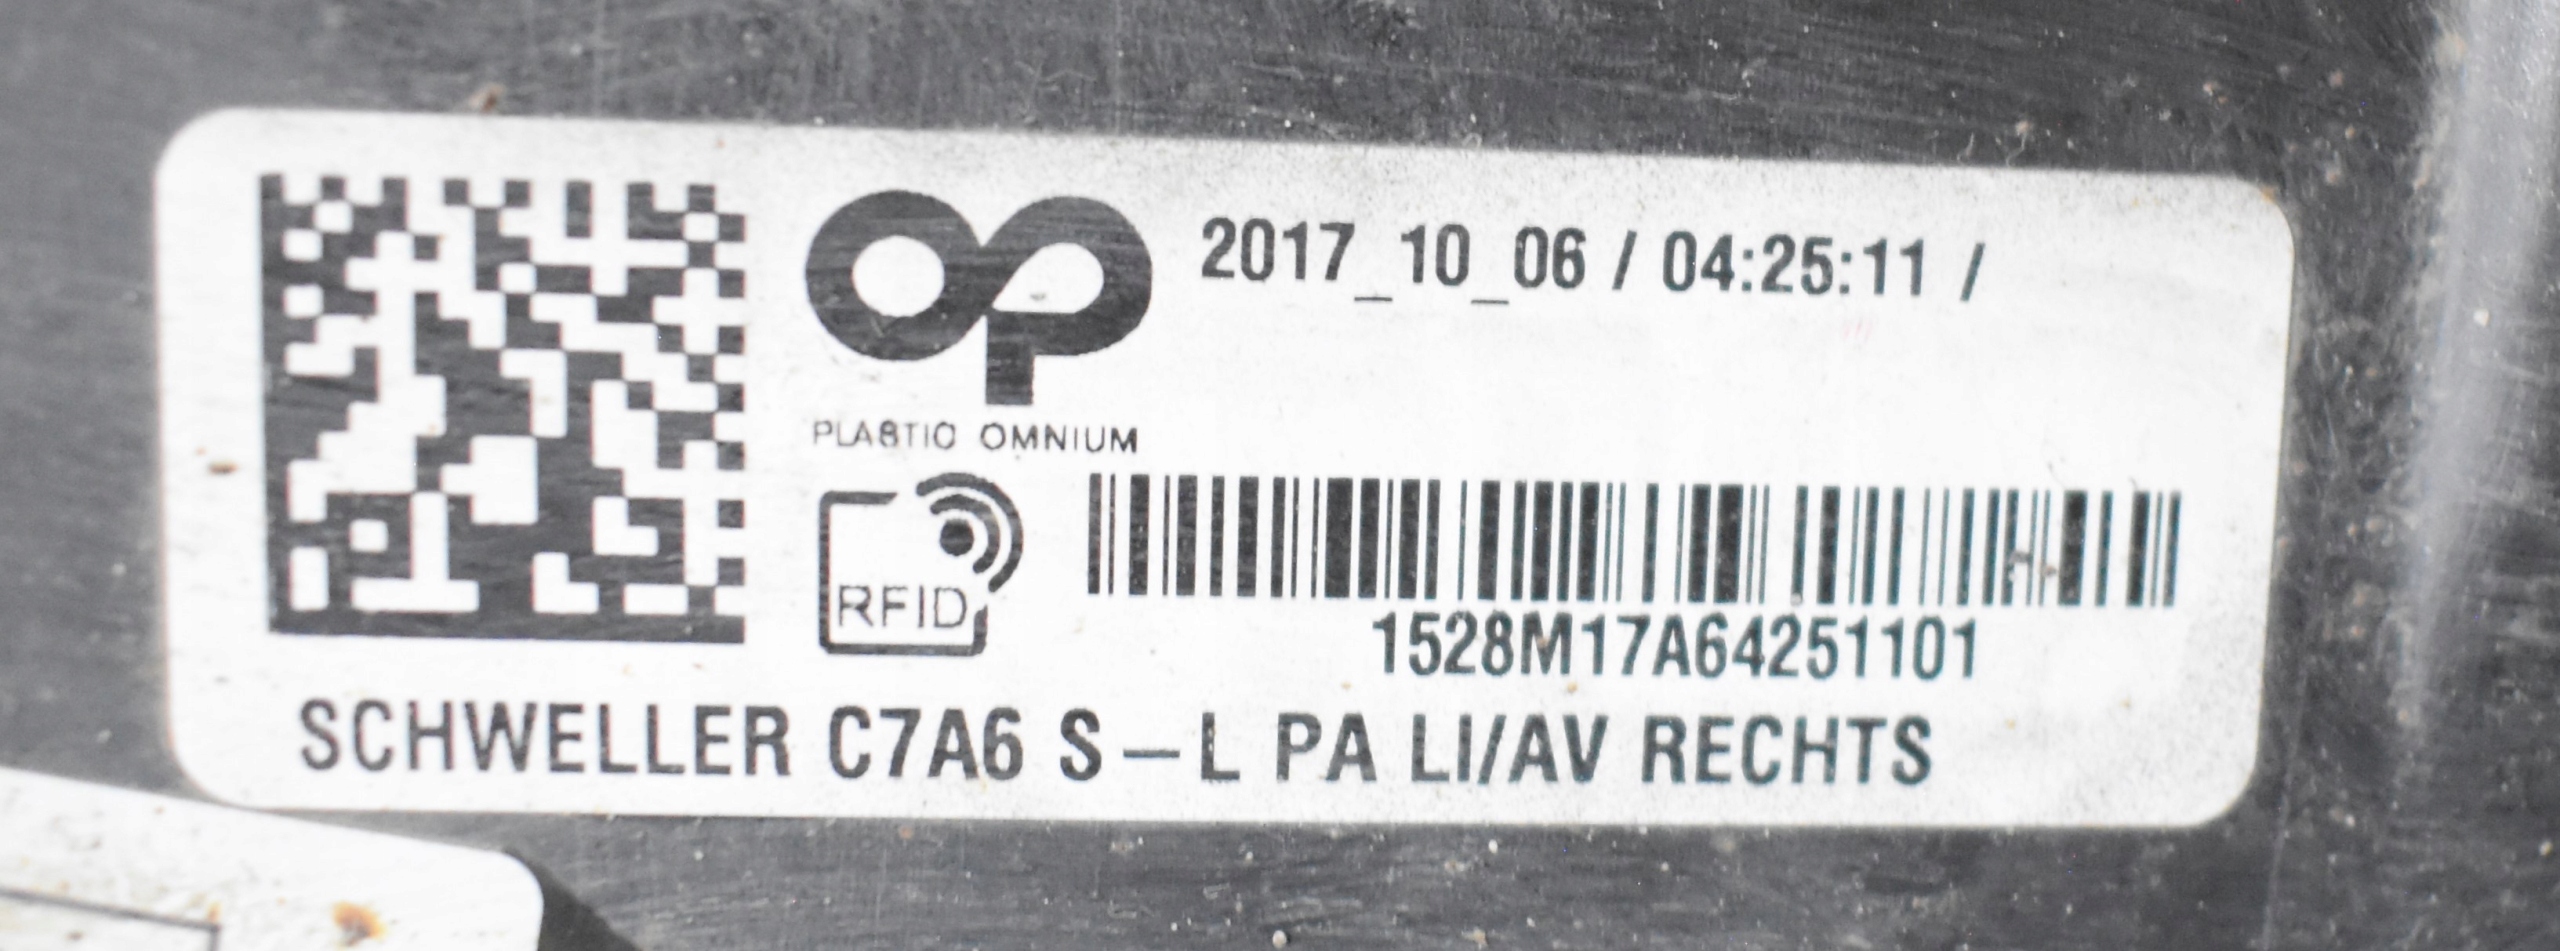 2017_10_06 / 04:25:11 /
PLASTIC OMNIUM
RFID
1528M17A64251101
SCHWELLER C7A6 S – L PA LI/AV RECHTS